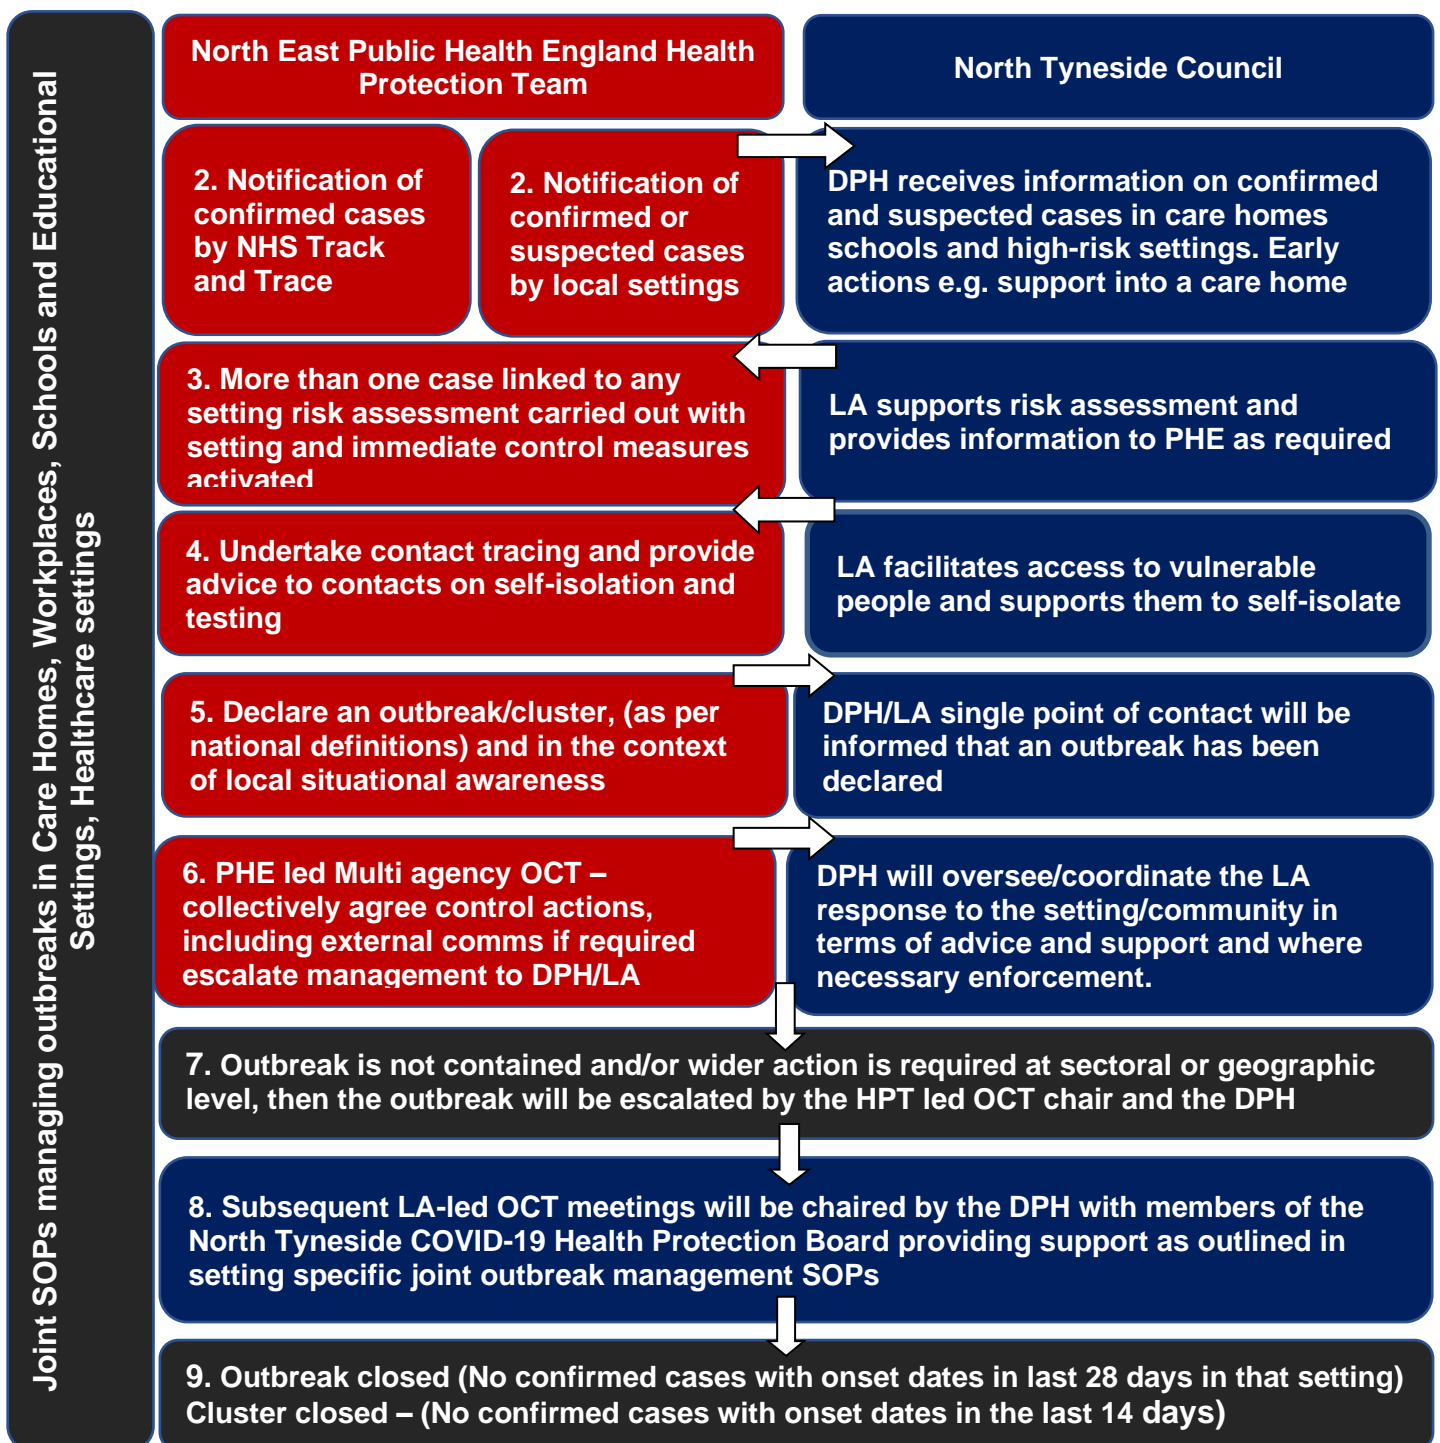 Joint SOPs managing outbreaks in Care Homes, Workplaces, Schools and Educational
Settings, Healthcare settings
North East Public Health England Health
Protection Team
North Tyneside Council
2. Notification of
confirmed cases
by NHS Track
and Trace
2. Notification of
confirmed or
suspected cases
by local settings
DPH receives information on confirmed
and suspected cases in care homes
schools and high-risk settings. Early
actions e.g. support into a care home
3. More than one case linked to any
setting risk assessment carried out with
setting and immediate control measures
activated
LA supports risk assessment and
provides information to PHE as required
4. Undertake contact tracing and provide
advice to contacts on self-isolation and
testing
LA facilitates access to vulnerable
people and supports them to self-isolate
5. Declare an outbreak/cluster, (as per
national definitions) and in the context
of local situational awareness
DPH/LA single point of contact will be
informed that an outbreak has been
declared
6. PHE led Multi agency OCT –
collectively agree control actions,
including external comms if required
escalate management to DPH/LA
DPH will oversee/coordinate the LA
response to the setting/community in
terms of advice and support and where
necessary enforcement.
7. Outbreak is not contained and/or wider action is required at sectoral or geographic
level, then the outbreak will be escalated by the HPT led OCT chair and the DPH
8. Subsequent LA-led OCT meetings will be chaired by the DPH with members of the
North Tyneside COVID-19 Health Protection Board providing support as outlined in
setting specific joint outbreak management SOPs
9. Outbreak closed (No confirmed cases with onset dates in last 28 days in that setting)
Cluster closed – (No confirmed cases with onset dates in the last 14 days)